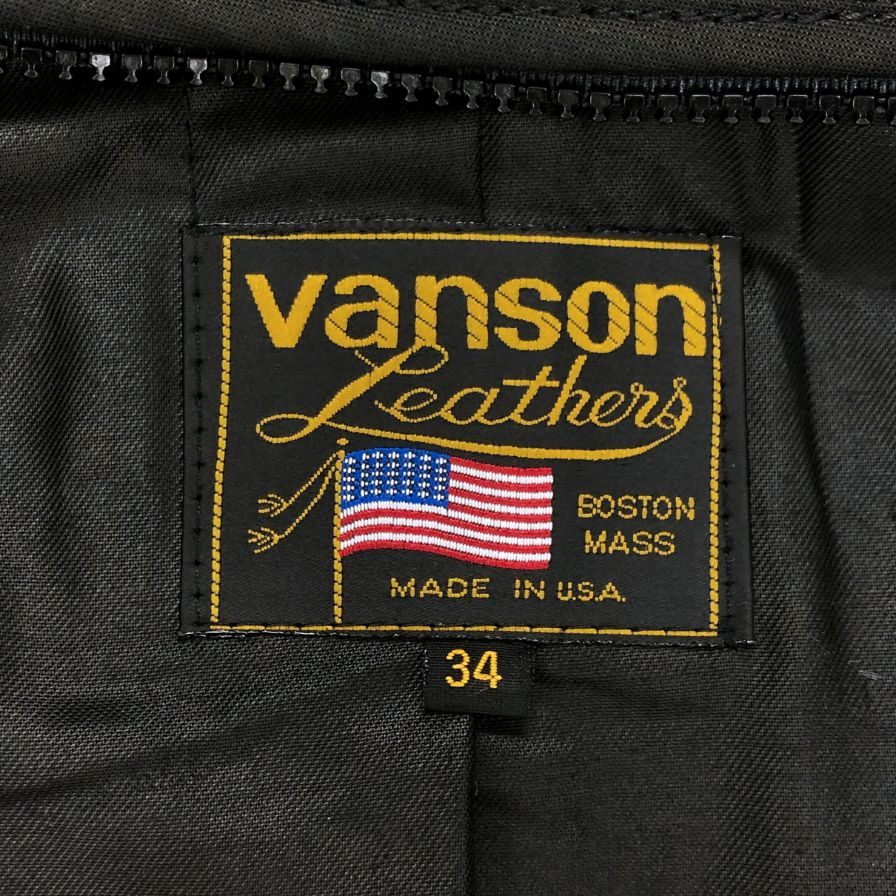 vanson
Leathers
BOSTON
MASS
MADE IN U.S.A.
34